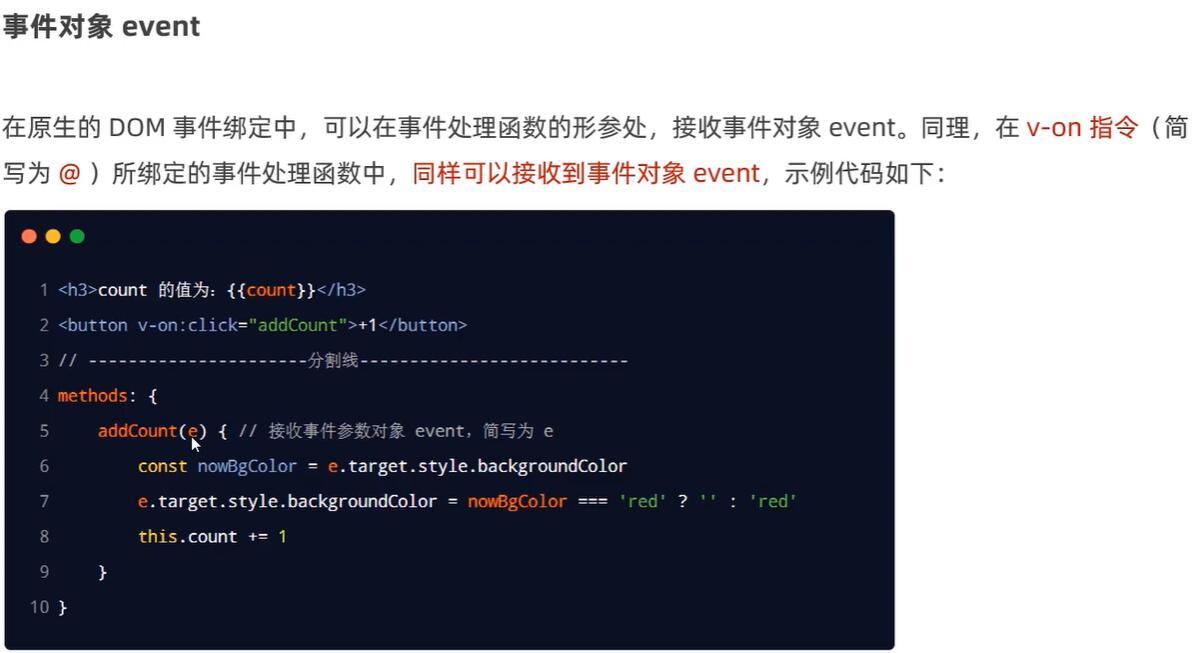 事件对象 event
在原生的 DOM 事件绑定中，可以在事件处理函数的形参处，接收事件对象 event。同理，在 v-on 指令（简
写为 @ ）所绑定的事件处理函数中，同样可以接收到事件对象 event，示例代码如下：
1 <h3>count 的值为：{{count}}</h3>
2 <button v-on:click="addCount">+1</button>
3 // ----------------------分割线---------------------------
4 methods: {
5     addCount(e) { // 接收事件参数对象 event，简写为 e
6         const nowBgColor = e.target.style.backgroundColor
7         e.target.style.backgroundColor = nowBgColor === 'red' ? '' : 'red'
8         this.count += 1
9     }
10 }